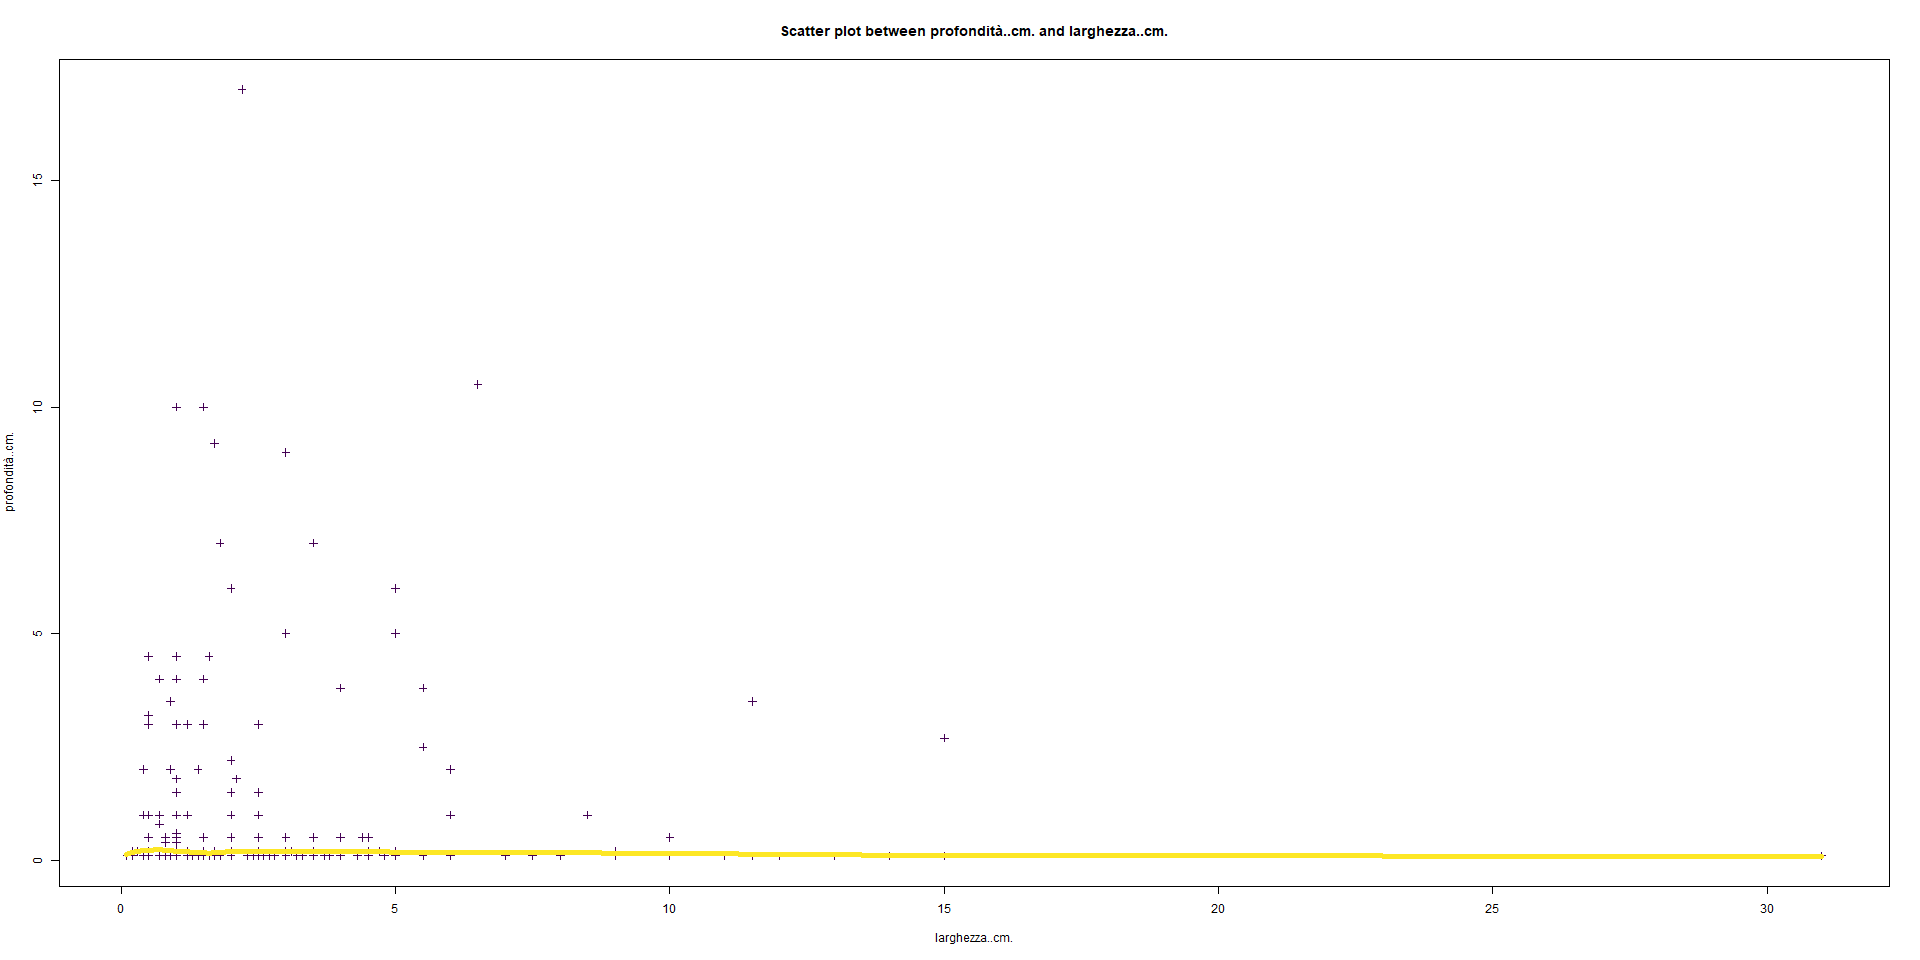 Scatter plot between profondità..cm. and larghezza..cm.
profondità..cm.
15
10
5
0
0 5 10 15 20 25 30
larghezza..cm.